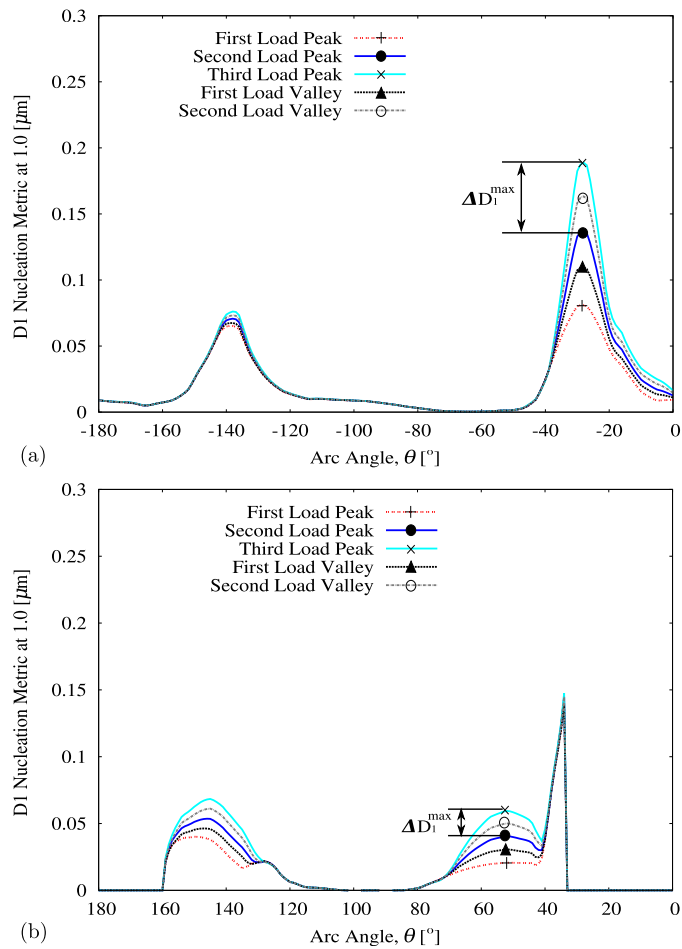 0.3
0.25
0.2
0.15
0.1
0.05
0
D1 Nucleation Metric at 1.0 [μm]
First Load Peak
Second Load Peak
Third Load Peak
First Load Valley
Second Load Valley
ΔD₁^max
-180 -160 -140 -120 -100 -80 -60 -40 -20 0
Arc Angle, θ [°]
(a)
0.3
0.25
0.2
0.15
0.1
0.05
0
D1 Nucleation Metric at 1.0 [μm]
First Load Peak
Second Load Peak
Third Load Peak
First Load Valley
Second Load Valley
ΔD₁^max
180 160 140 120 100 80 60 40 20 0
Arc Angle, θ [°]
(b)